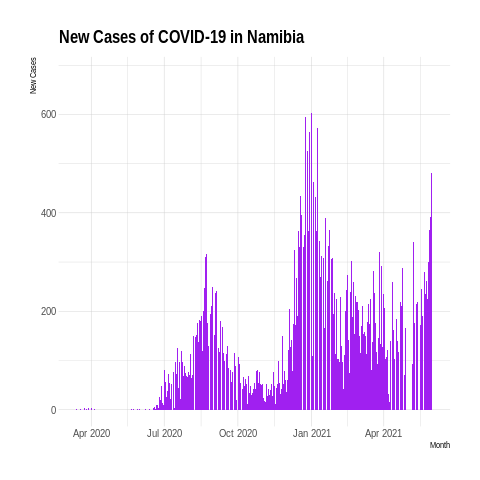 New Cases of COVID-19 in Namibia
New Cases
600
400
200
0
Apr 2020 Jul 2020 Oct 2020 Jan 2021 Apr 2021
Month